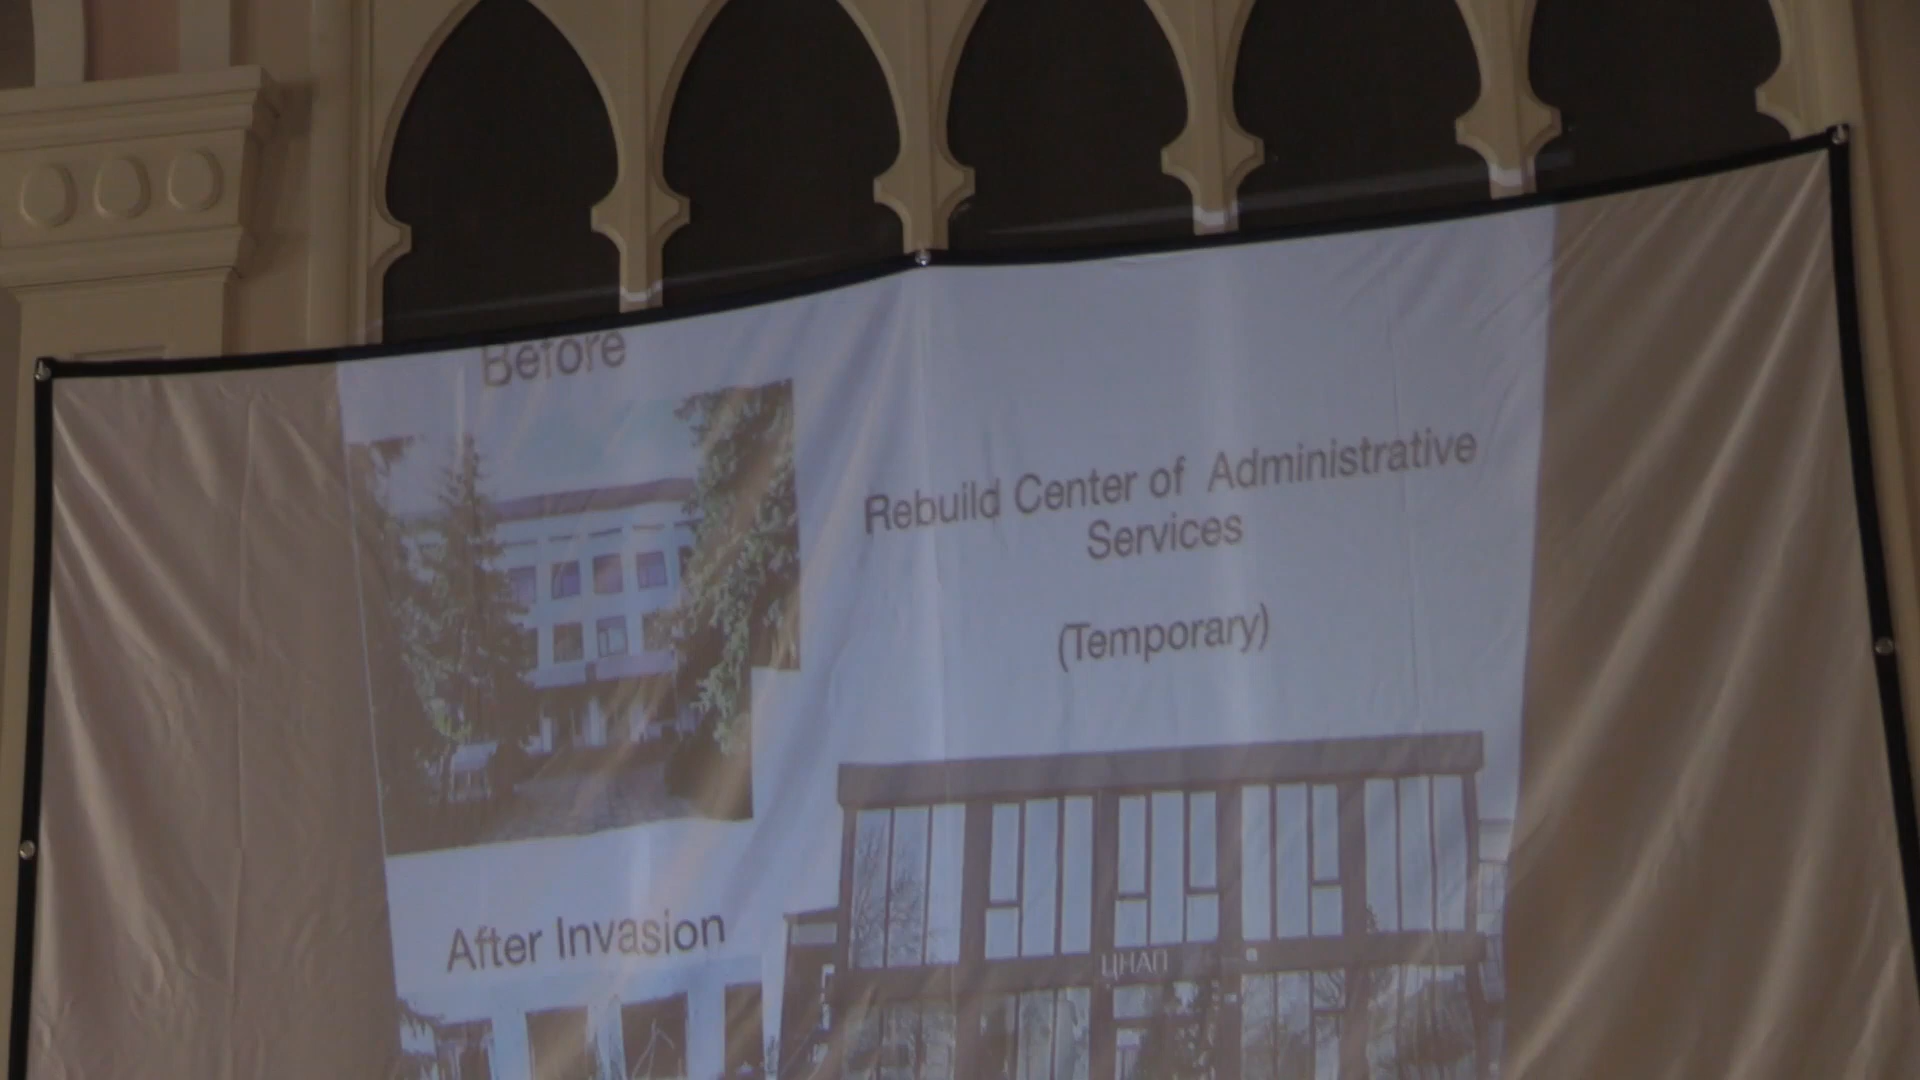 Before
Rebuild Center of Administrative
Services
(Temporary)
After Invasion
ЦНАП